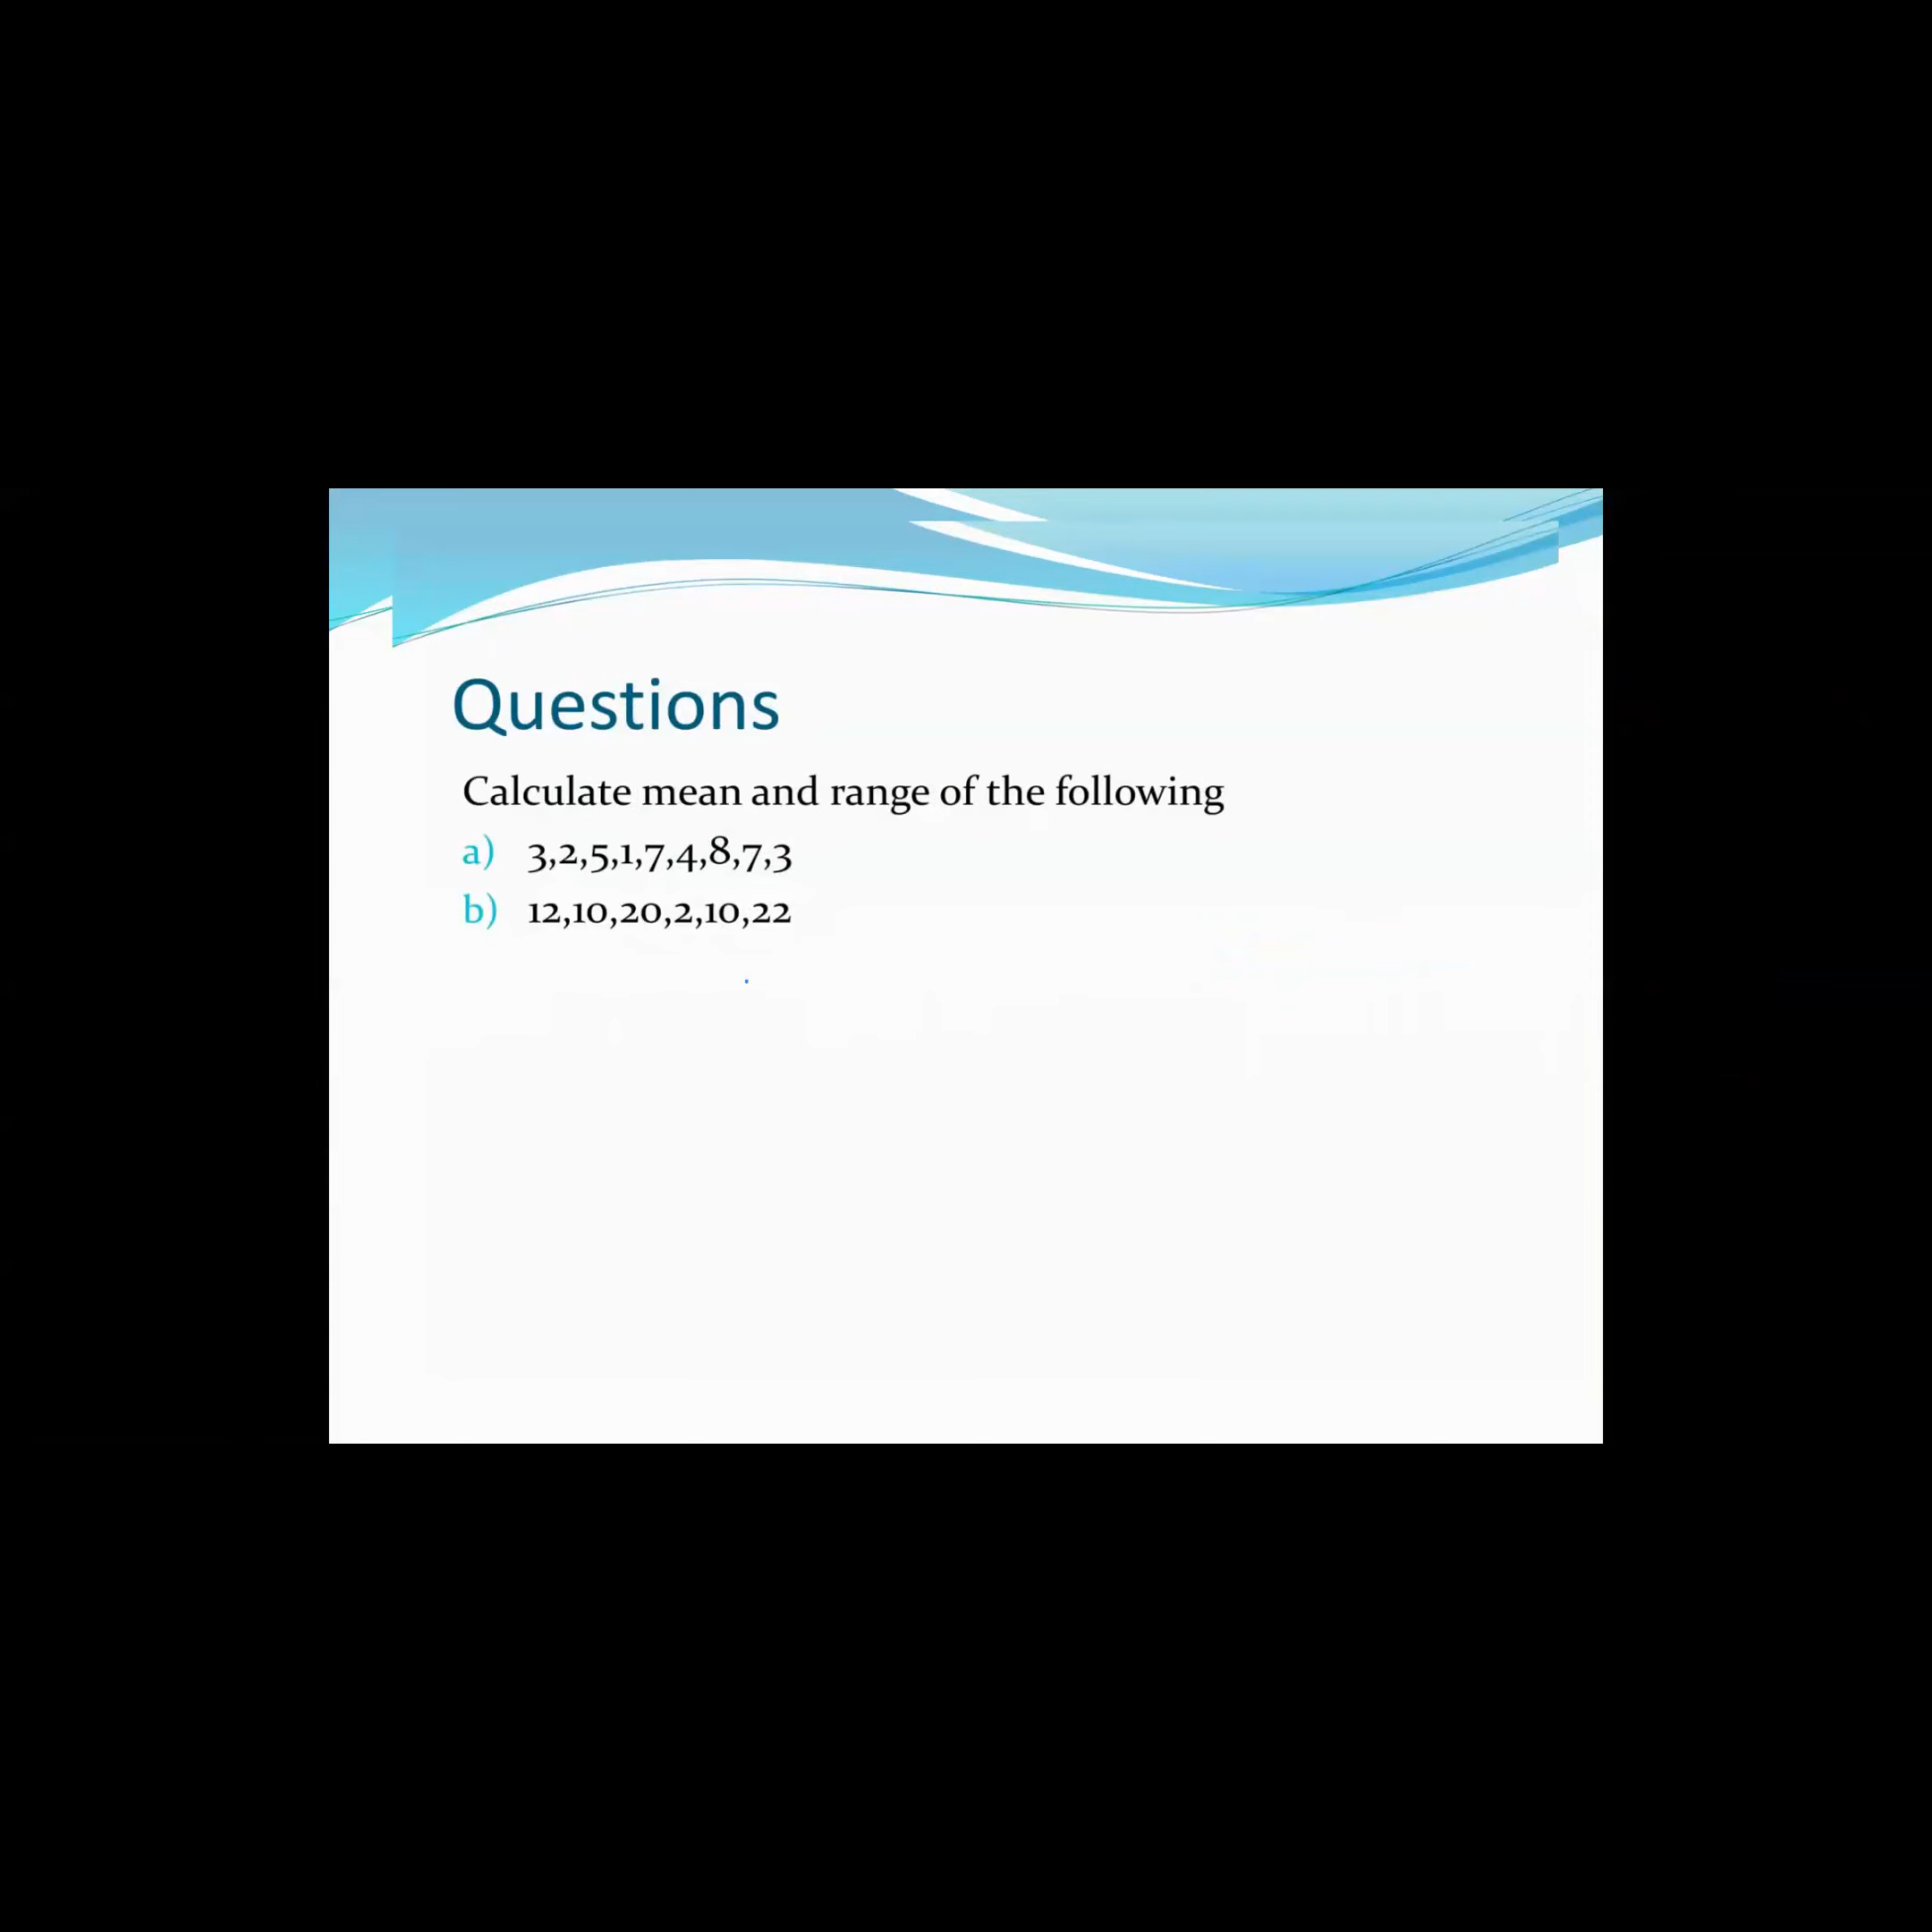 Questions
Calculate mean and range of the following
a) 3,2,5,1,7,4,8,7,3
b) 12,10,20,2,10,22